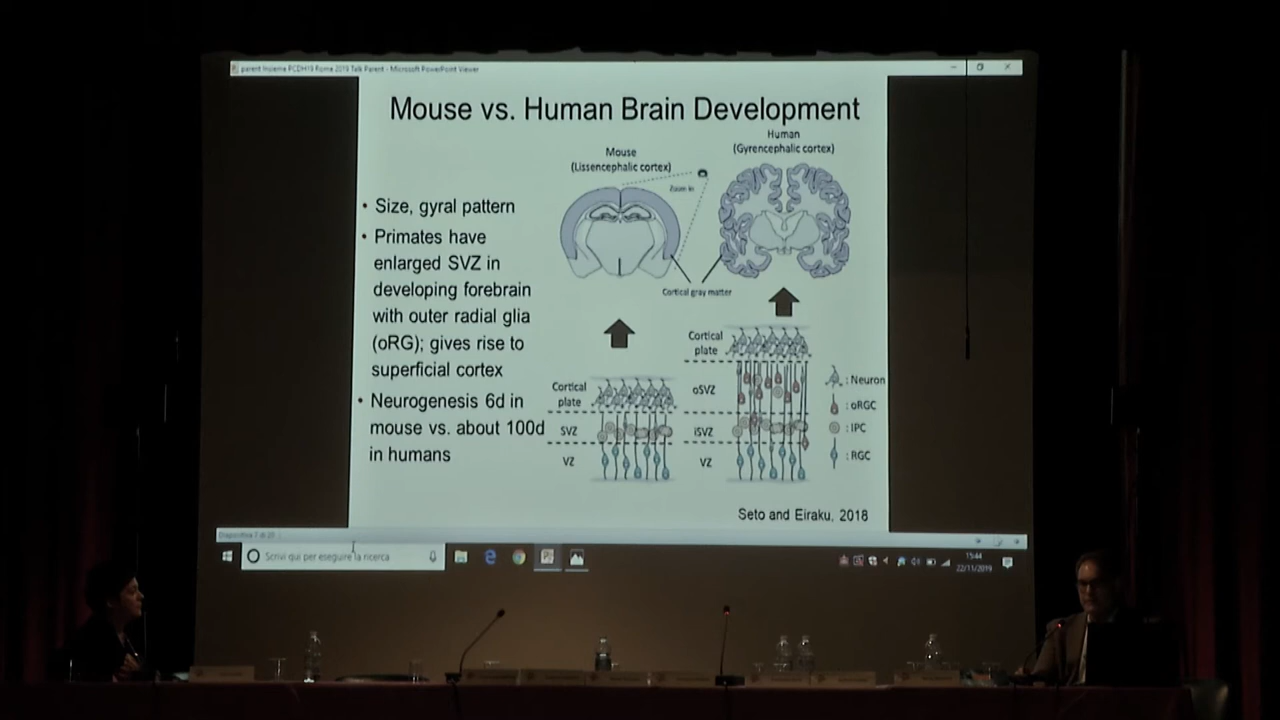 parent Insieme PCDH19 Roma 2019 Talk Parent - Microsoft PowerPoint Viewer
Mouse vs. Human Brain Development
Human
(Gyrencephalic cortex)
Mouse
(Lissencephalic cortex)
Zoom in
• Size, gyral pattern
• Primates have
enlarged SVZ in
developing forebrain
with outer radial glia
(oRG); gives rise to
superficial cortex
• Neurogenesis 6d in
mouse vs. about 100d
in humans
Cortical gray matter
Cortical
plate
SVZ
VZ
Cortical
plate
oSVZ
iSVZ
VZ
: Neuron
: oRGC
: IPC
: RGC
Seto and Eiraku, 2018
Diapositiva 7 di 20
Scrivi qui per eseguire la ricerca
15:44
22/11/2019